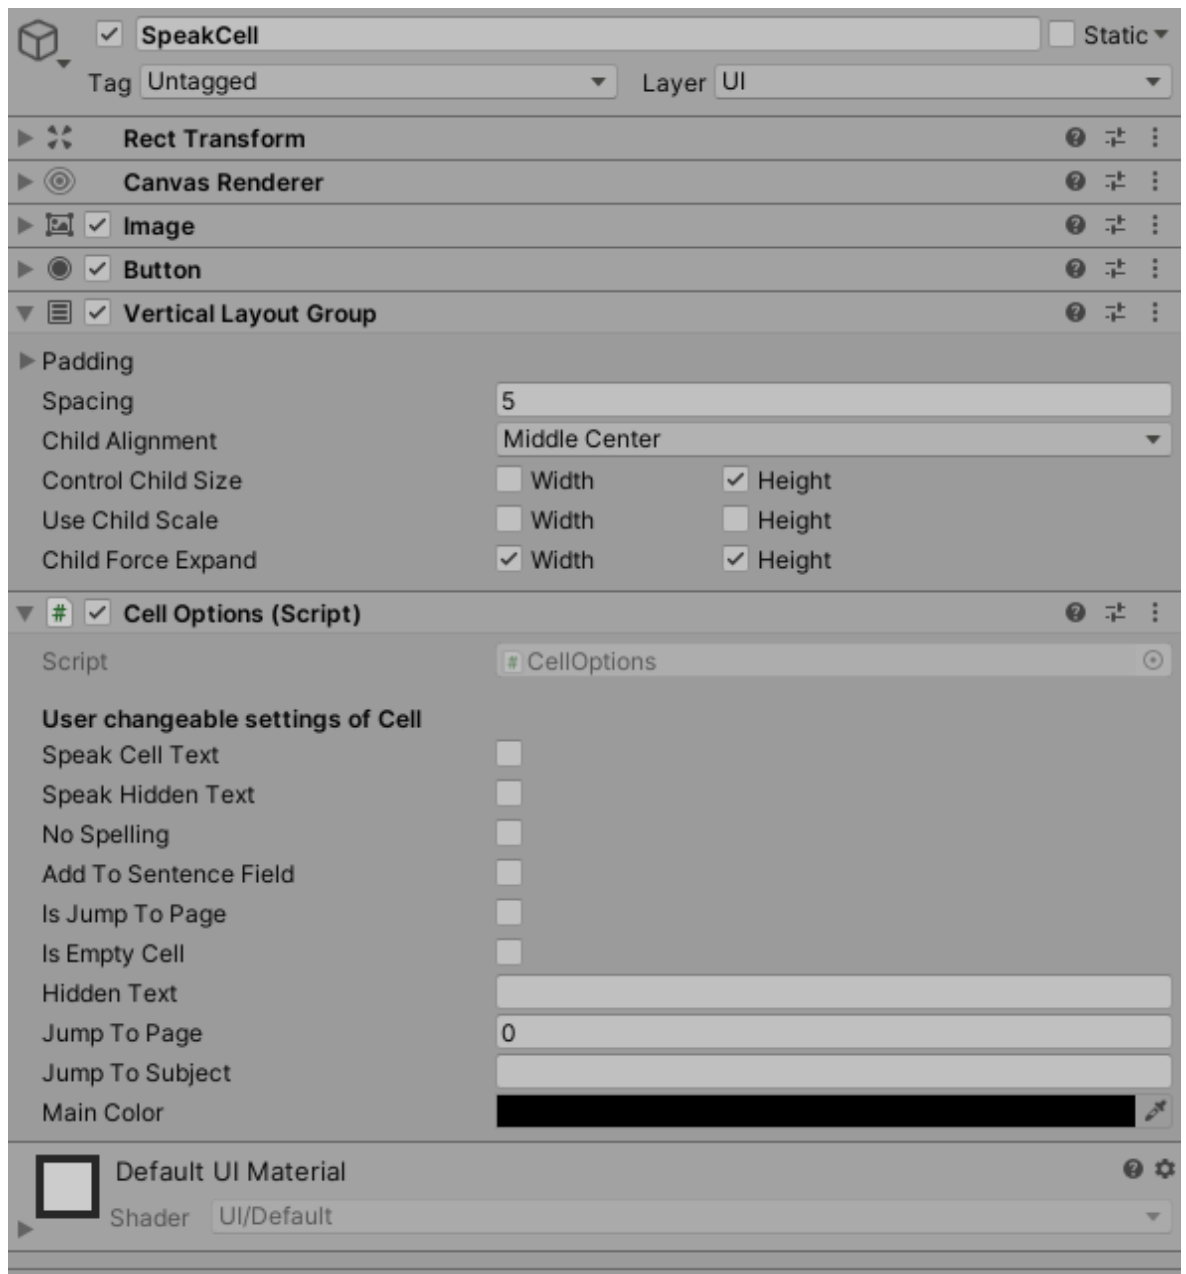 SpeakCell Static
Tag Untagged Layer UI
Rect Transform
Canvas Renderer
Image
Button
Vertical Layout Group
Padding
Spacing 5
Child Alignment Middle Center
Control Child Size Width Height
Use Child Scale Width Height
Child Force Expand Width Height
# Cell Options (Script)
Script # CellOptions
User changeable settings of Cell
Speak Cell Text
Speak Hidden Text
No Spelling
Add To Sentence Field
Is Jump To Page
Is Empty Cell
Hidden Text
Jump To Page 0
Jump To Subject
Main Color
Default UI Material
Shader UI/Default